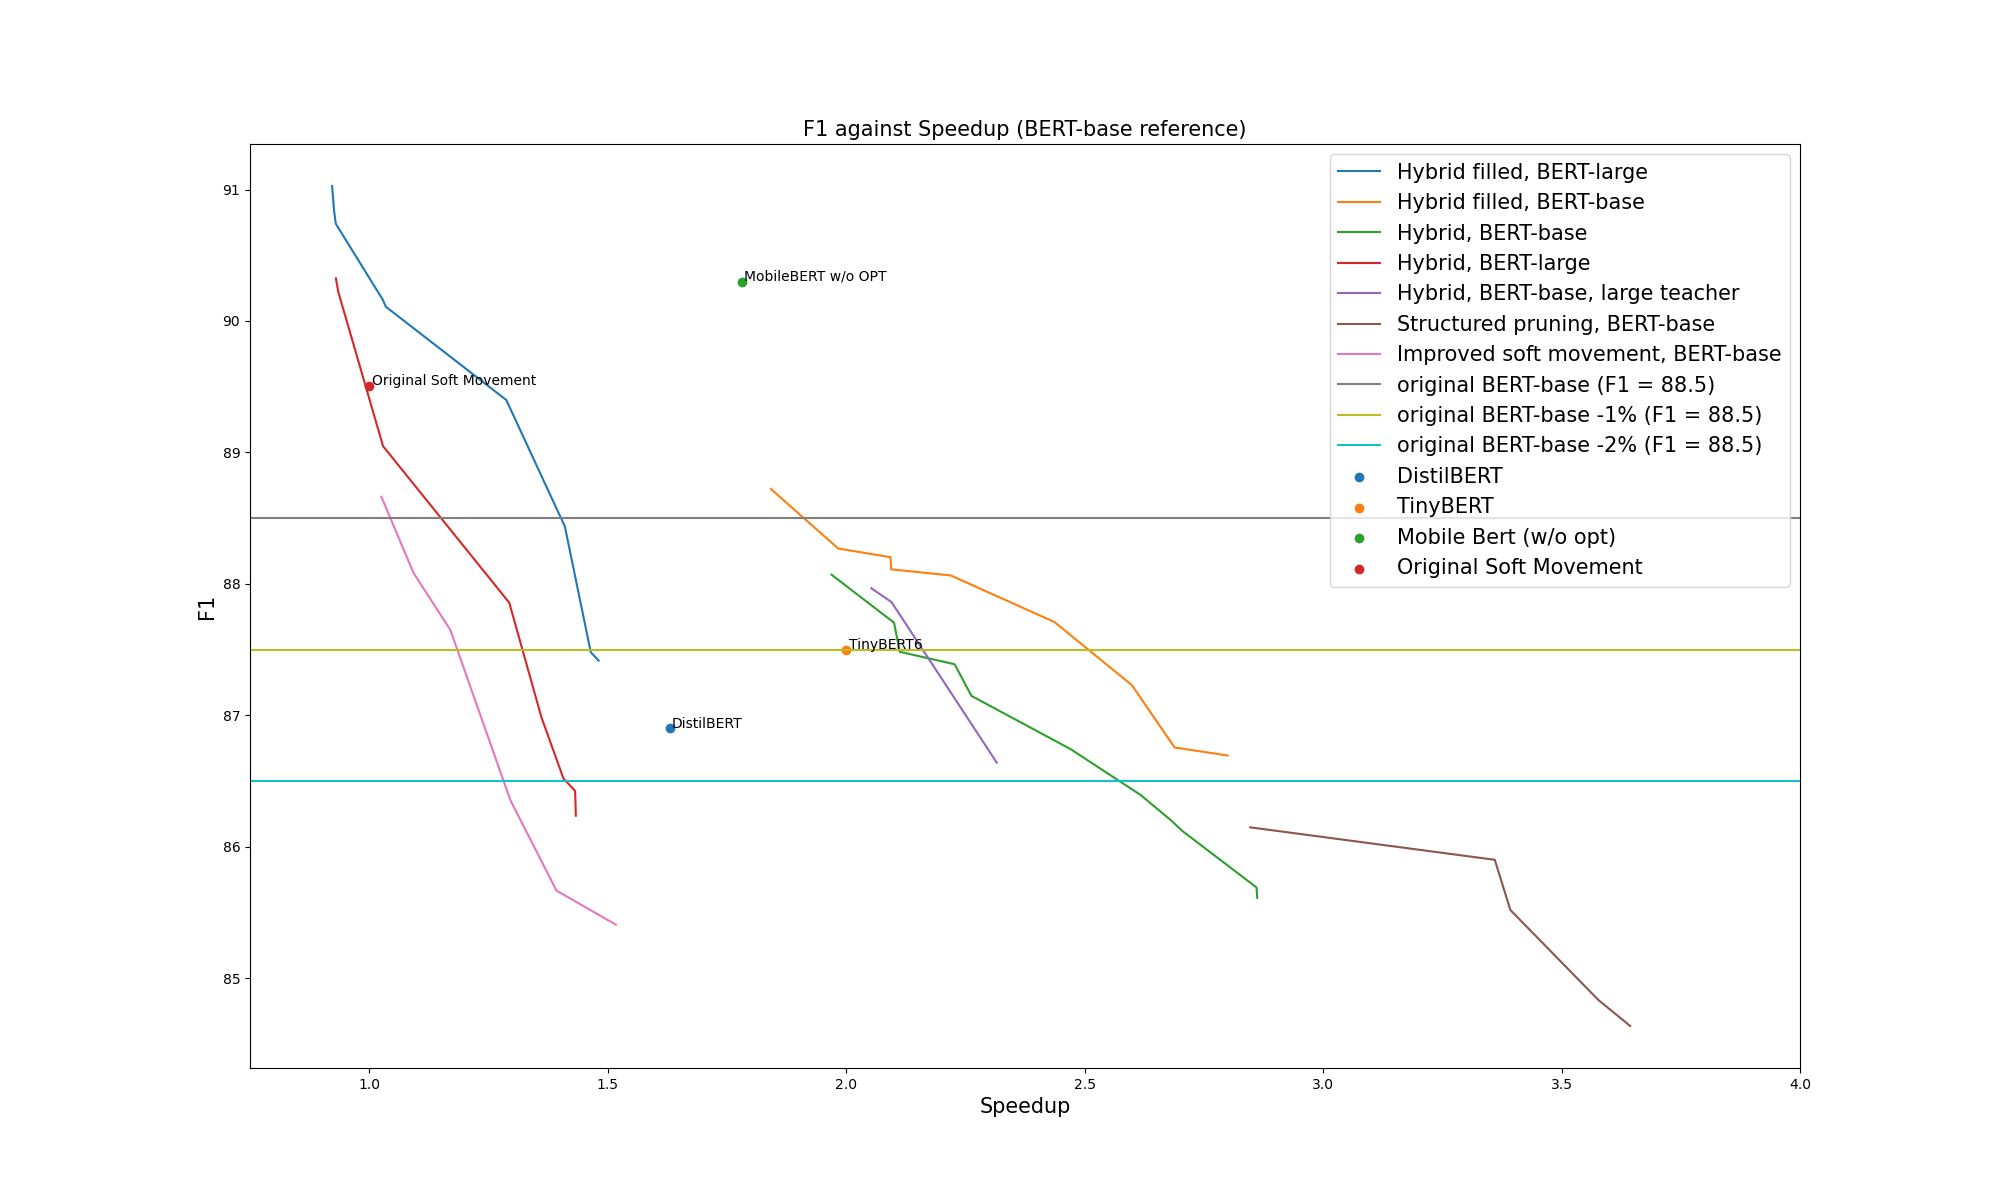 F1 against Speedup (BERT-base reference)
Hybrid filled, BERT-large
Hybrid filled, BERT-base
Hybrid, BERT-base
Hybrid, BERT-large
Hybrid, BERT-base, large teacher
Structured pruning, BERT-base
Improved soft movement, BERT-base
original BERT-base (F1 = 88.5)
original BERT-base -1% (F1 = 88.5)
original BERT-base -2% (F1 = 88.5)
DistilBERT
TinyBERT
Mobile Bert (w/o opt)
Original Soft Movement
MobileBERT w/o OPT
Original Soft Movement
TinyBERT6
DistilBERT
F1
91
90
89
88
87
86
85
1.0 1.5 2.0 2.5 3.0 3.5 4.0
Speedup